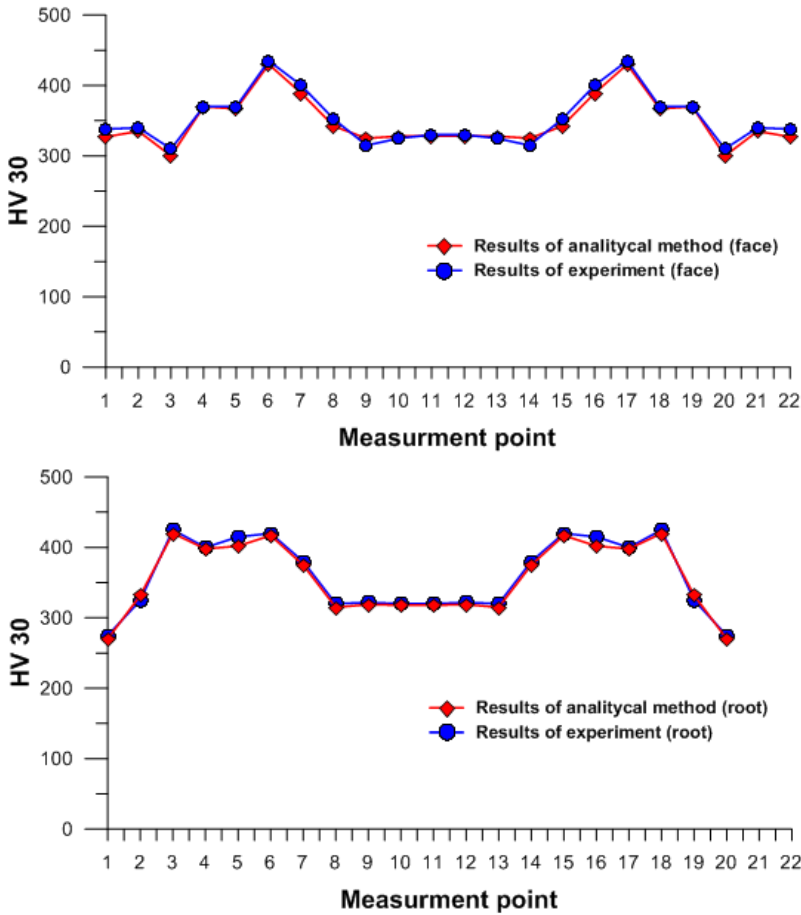 500
400
300
200
100
0
HV 30
Results of analitycal method (face)
Results of experiment (face)
1 2 3 4 5 6 7 8 9 10 11 12 13 14 15 16 17 18 19 20 21 22
Measurment point
500
400
300
200
100
0
HV 30
Results of analitycal method (root)
Results of experiment (root)
1 2 3 4 5 6 7 8 9 10 11 12 13 14 15 16 17 18 19 20 21 22
Measurment point